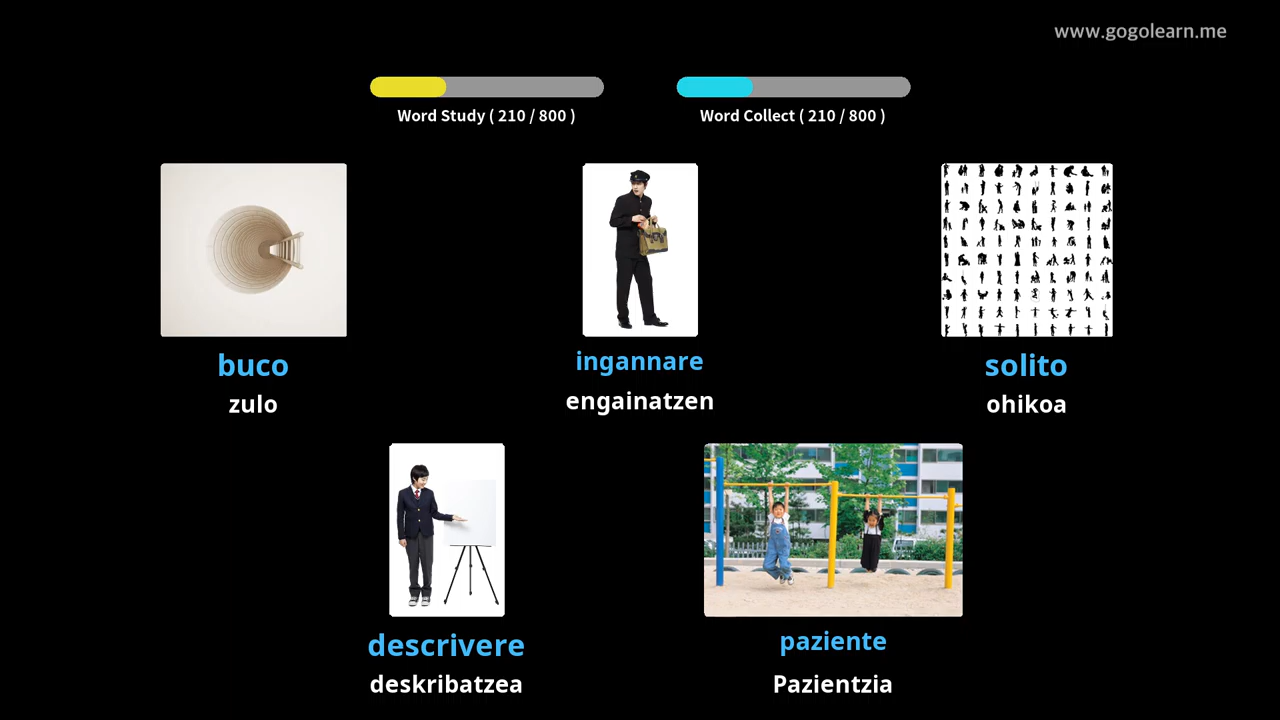 www.gogolearn.me
Word Study ( 210 / 800 )
Word Collect ( 210 / 800 )
buco
zulo
ingannare
engainatzen
solito
ohikoa
descrivere
deskribatzea
paziente
Pazientzia